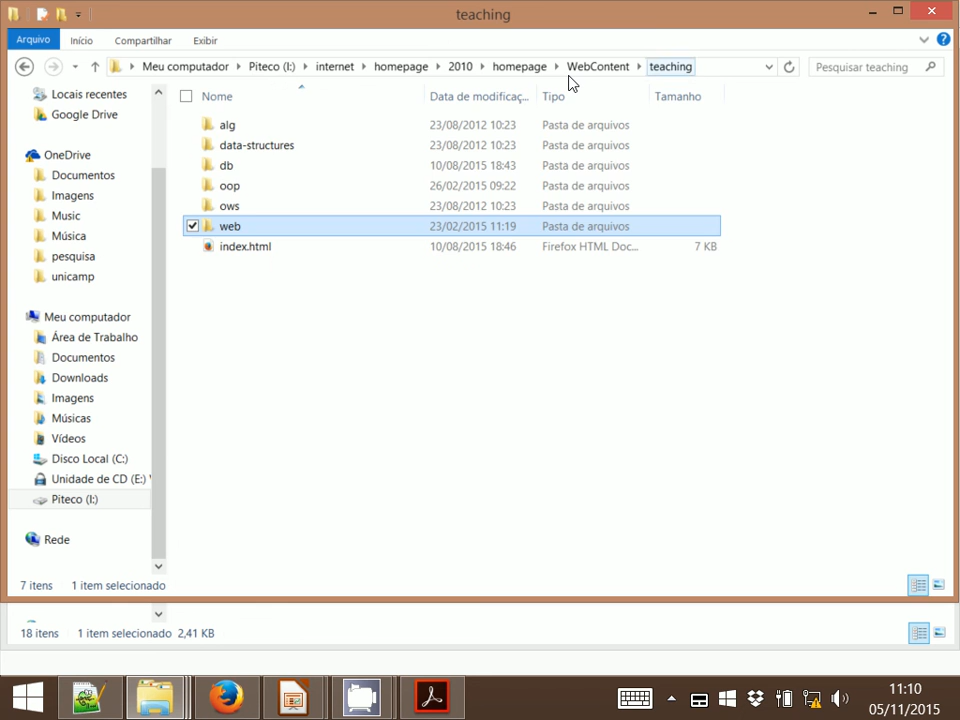 teaching
Arquivo Início Compartilhar Exibir
Meu computador Piteco (I:) internet homepage 2010 homepage WebContent teaching Pesquisar teaching
Locais recentes
Google Drive
OneDrive
Documentos
Imagens
Music
Música
pesquisa
unicamp
Meu computador
Área de Trabalho
Documentos
Downloads
Imagens
Músicas
Vídeos
Disco Local (C:)
Unidade de CD (E:)
Piteco (I:)
Rede
Nome Data de modificaç... Tipo Tamanho
alg 23/08/2012 10:23 Pasta de arquivos
data-structures 23/08/2012 10:23 Pasta de arquivos
db 10/08/2015 18:43 Pasta de arquivos
oop 26/02/2015 09:22 Pasta de arquivos
ows 23/08/2012 10:23 Pasta de arquivos
web 23/02/2015 11:19 Pasta de arquivos
index.html 10/08/2015 18:46 Firefox HTML Doc... 7 KB
7 itens 1 item selecionado
18 itens 1 item selecionado 2,41 KB
11:10
05/11/2015